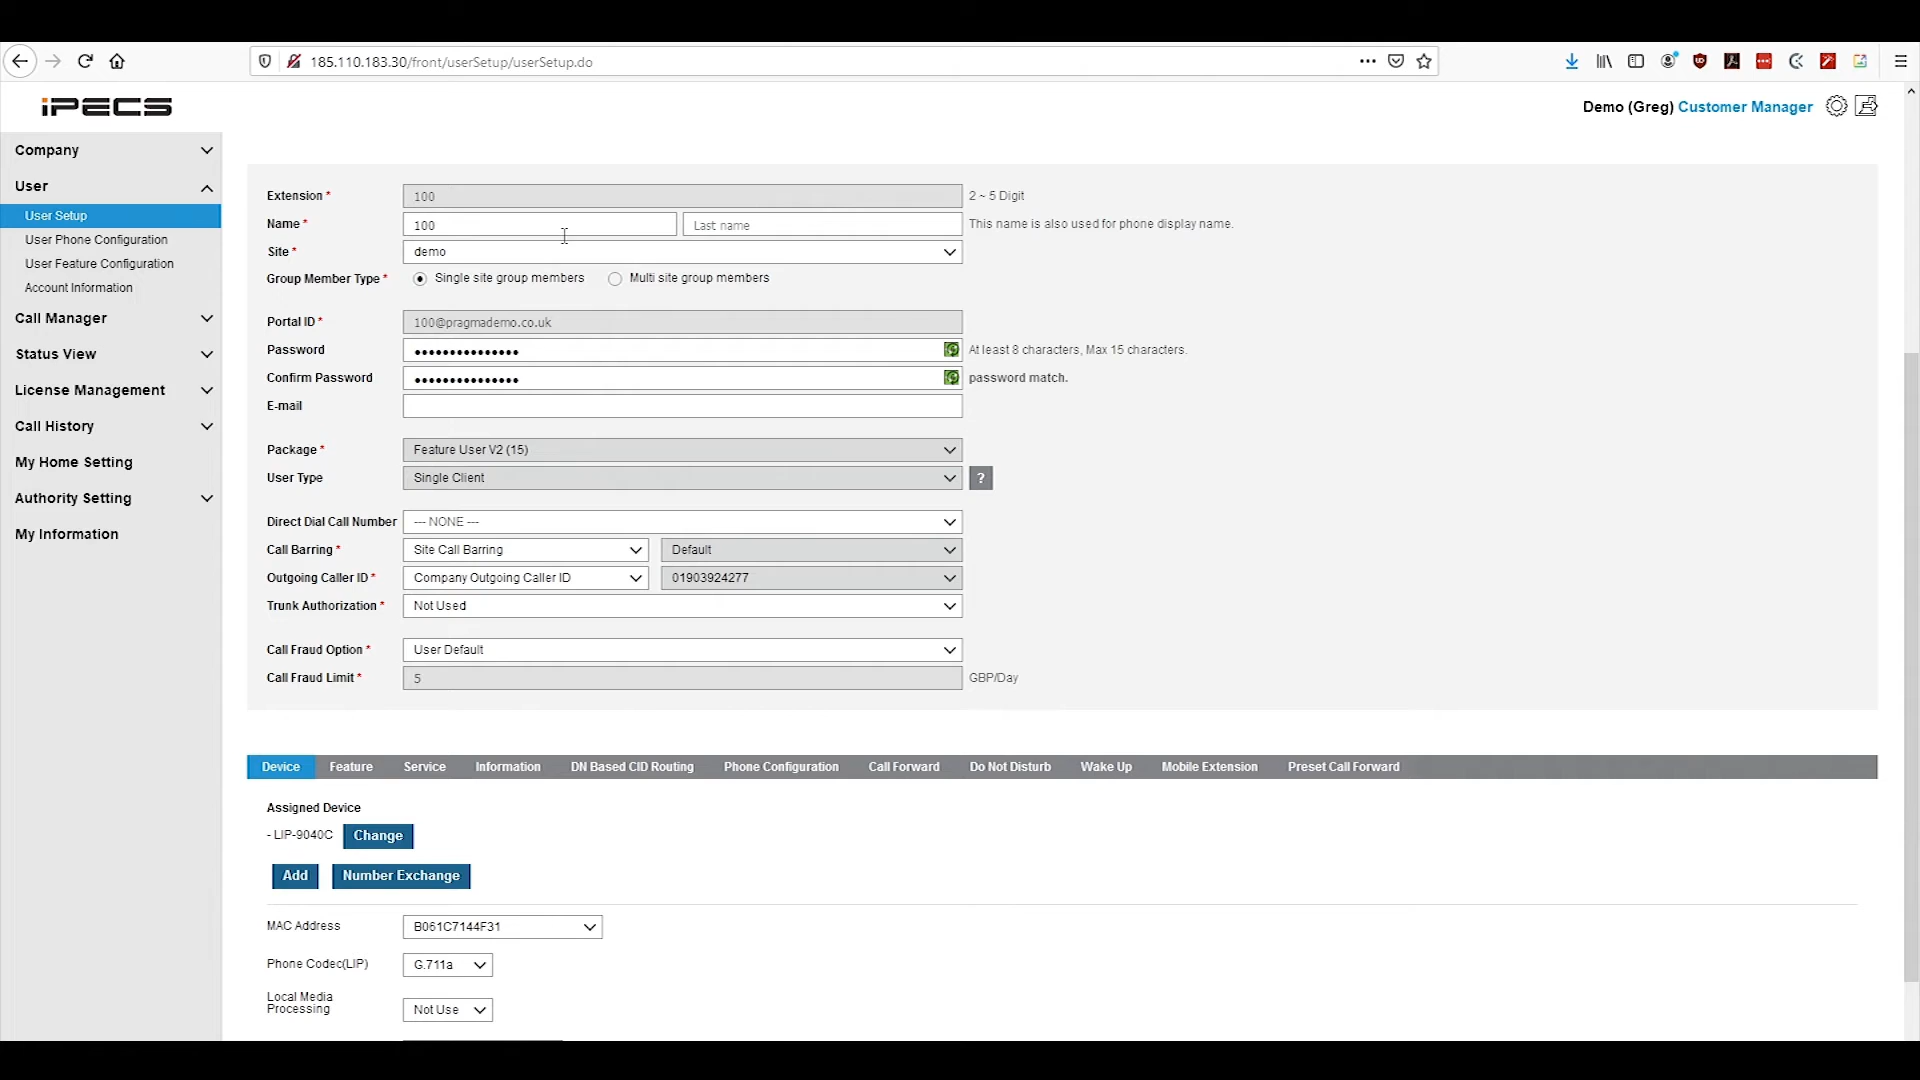 185.110.183.30/front/userSetup/userSetup.do
iPECS
Demo (Greg) Customer Manager
Company
User
User Setup
User Phone Configuration
User Feature Configuration
Account Information
Call Manager
Status View
License Management
Call History
My Home Setting
Authority Setting
My Information
Extension * 100 2 ~ 5 Digit
Name * 100 Last name This name is also used for phone display name.
Site * demo
Group Member Type * Single site group members Multi site group members
Portal ID * 100@pragmademo.co.uk
Password ••••••••••••••• At least 8 characters, Max 15 characters.
Confirm Password ••••••••••••••• password match.
E-mail
Package * Feature User V2 (15)
User Type Single Client ?
Direct Dial Call Number --- NONE ---
Call Barring * Site Call Barring Default
Outgoing Caller ID * Company Outgoing Caller ID 01903924277
Trunk Authorization * Not Used
Call Fraud Option * User Default
Call Fraud Limit * 5 GBP/Day
Device Feature Service Information DN Based CID Routing Phone Configuration Call Forward Do Not Disturb Wake Up Mobile Extension Preset Call Forward
Assigned Device
- LIP-9040C Change
Add Number Exchange
MAC Address B061C7144F31
Phone Codec(LIP) G.711a
Local Media
Processing Not Use